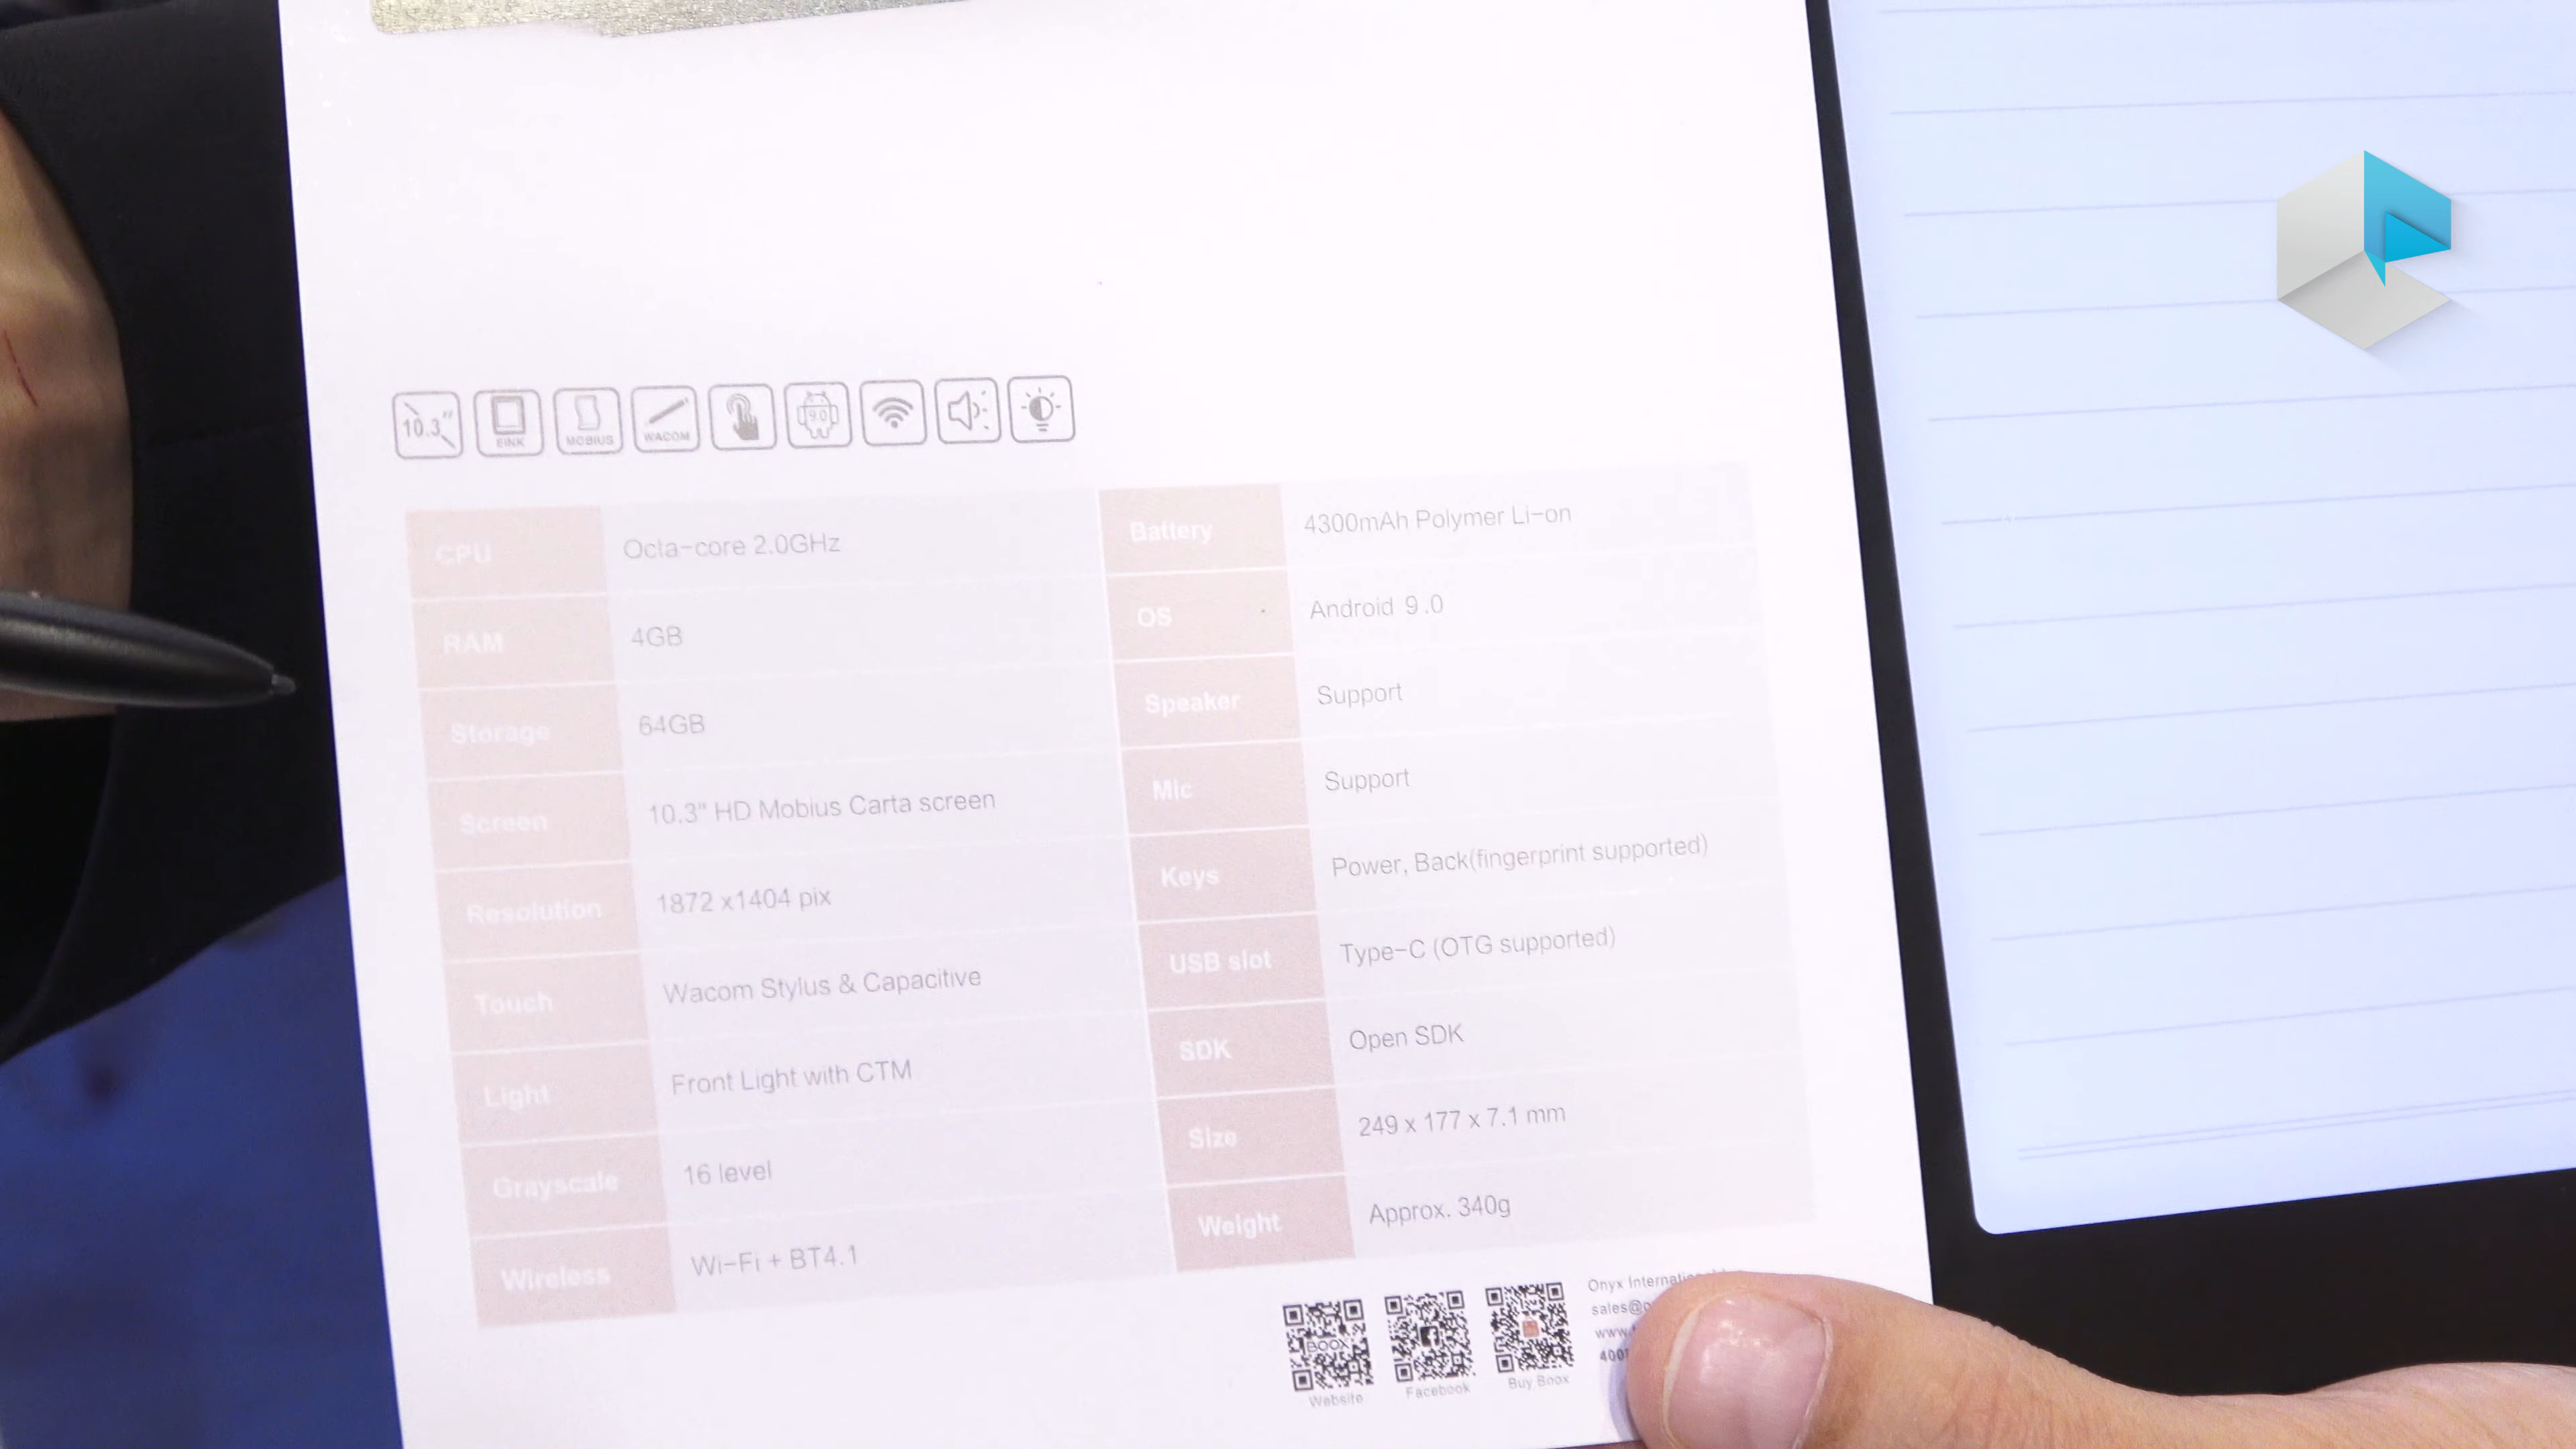 10.3"
EINK
MOBIUS
WACOM
9.0
CPU Octa-core 2.0GHz
RAM 4GB
Storage 64GB
Screen 10.3" HD Mobius Carta screen
Resolution 1872 x1404 pix
Touch Wacom Stylus & Capacitive
Light Front Light with CTM
Grayscale 16 level
Wireless Wi-Fi + BT4.1
Battery 4300mAh Polymer Li-on
OS Android 9.0
Speaker Support
Mic Support
Keys Power, Back(fingerprint supported)
USB slot Type-C (OTG supported)
SDK Open SDK
Size 249 x 177 x 7.1 mm
Weight Approx. 340g
BOOX
Website
Facebook
Buy Boox
Onyx
sales@
www.